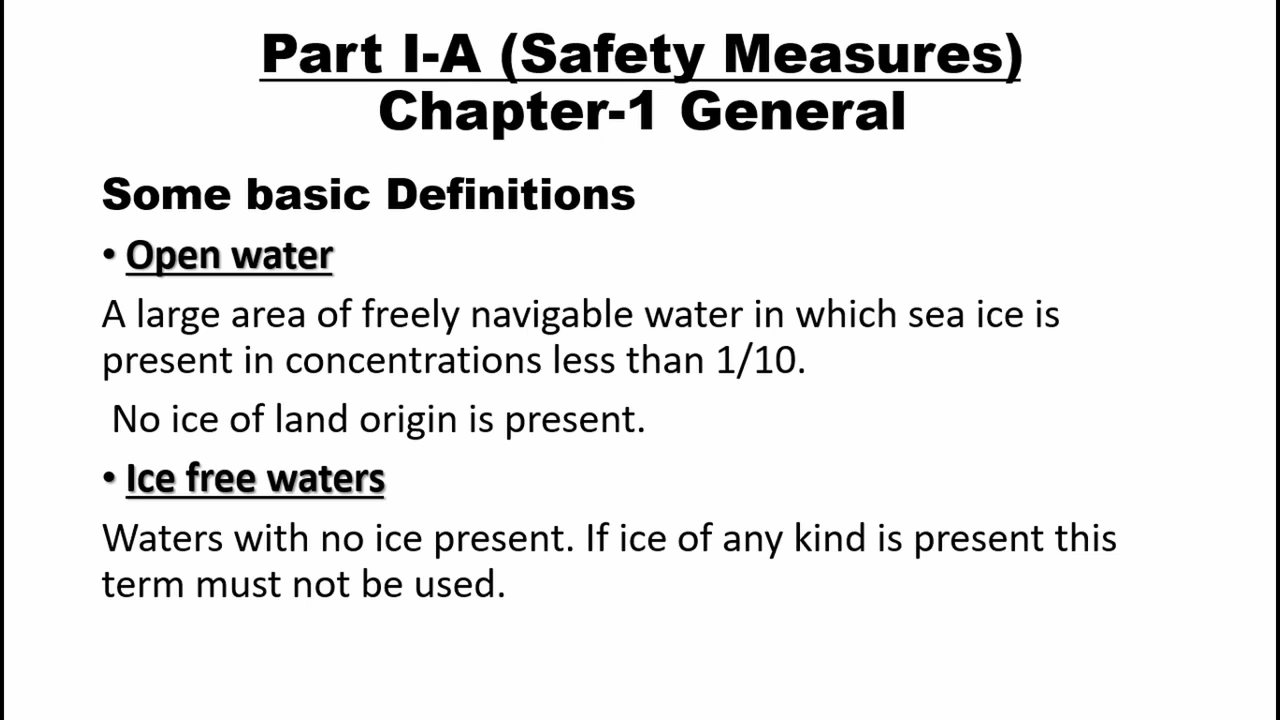 Part I-A (Safety Measures)
Chapter-1 General
Some basic Definitions
• Open water
A large area of freely navigable water in which sea ice is
present in concentrations less than 1/10.
No ice of land origin is present.
• Ice free waters
Waters with no ice present. If ice of any kind is present this
term must not be used.